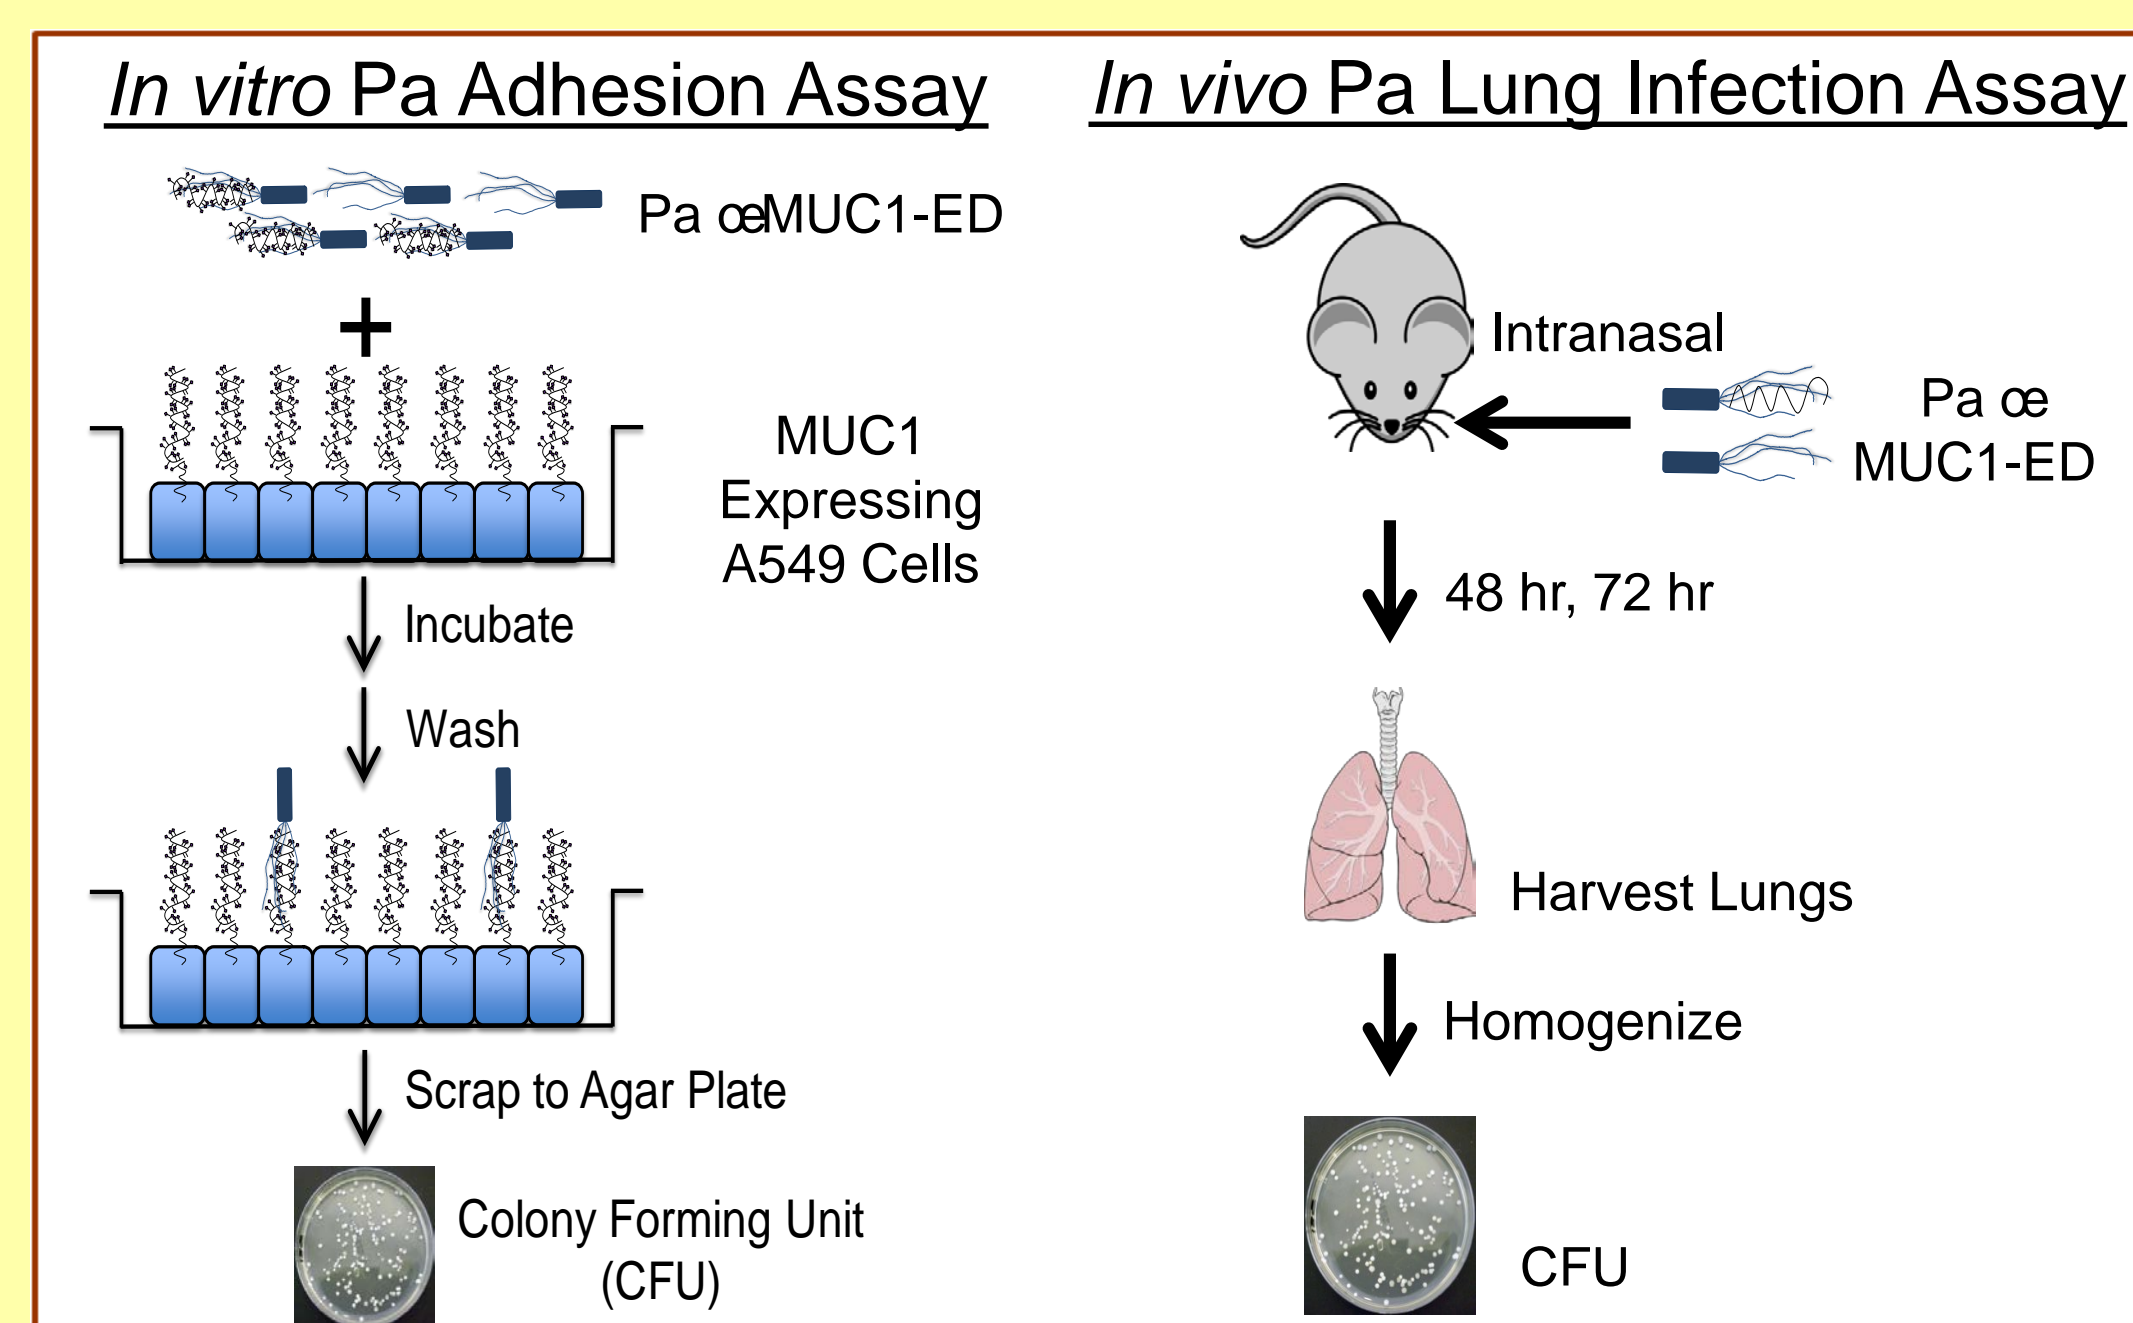 In vitro Pa Adhesion Assay
Pa œMUC1-ED
+
MUC1
Expressing
A549 Cells
Incubate
Wash
Scrap to Agar Plate
Colony Forming Unit
(CFU)
In vivo Pa Lung Infection Assay
Intranasal
Pa œ
MUC1-ED
48 hr, 72 hr
Harvest Lungs
Homogenize
CFU